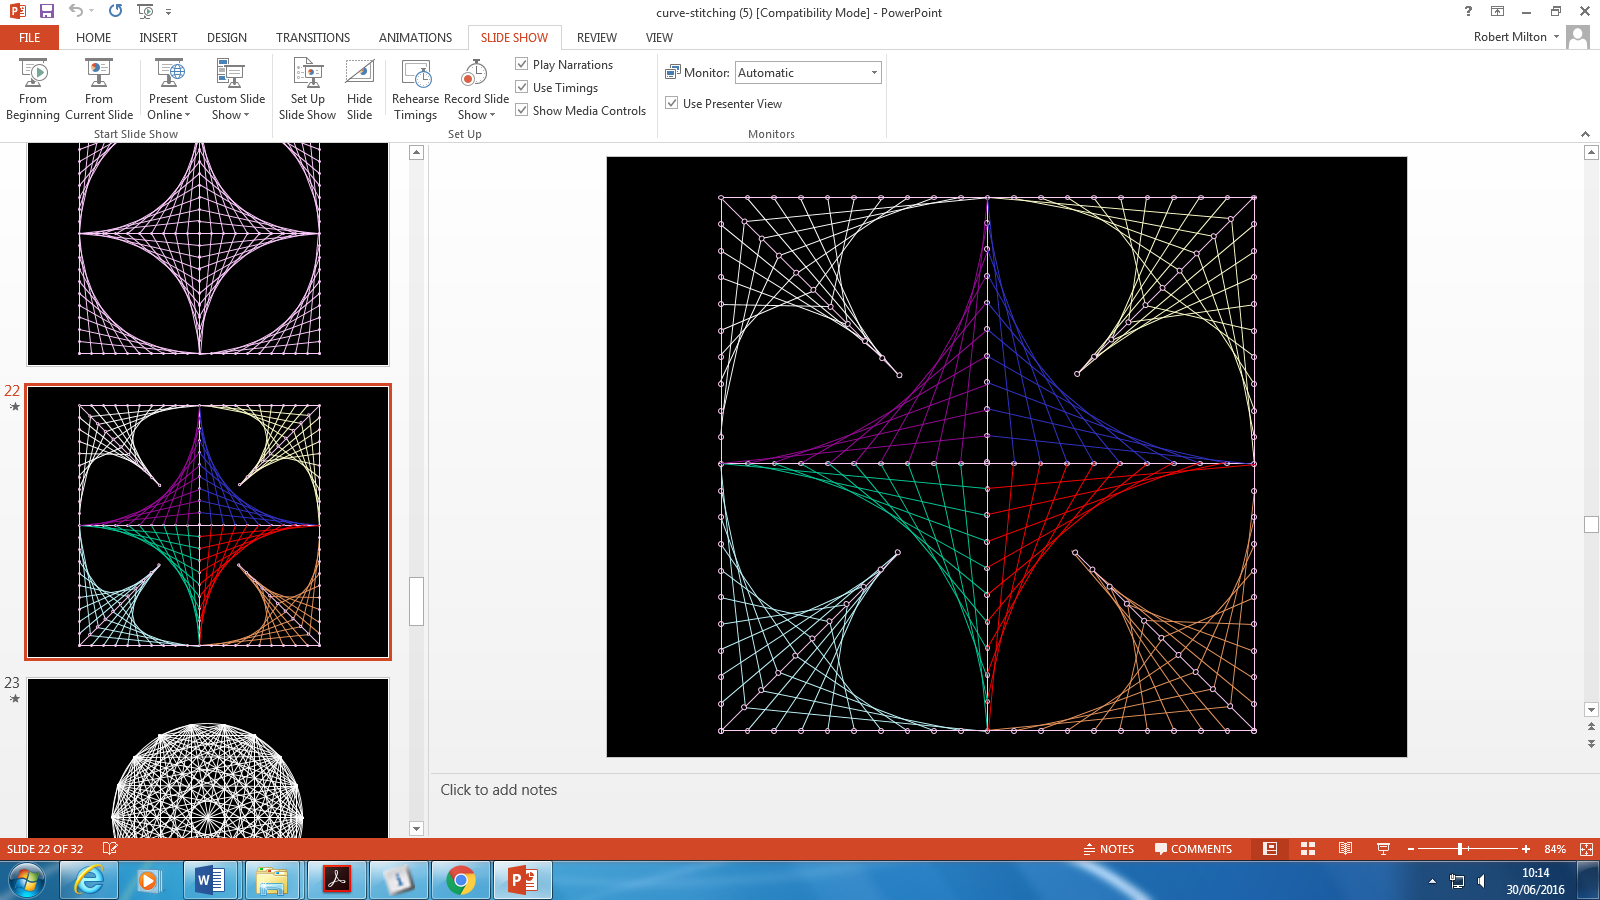 curve-stitching (5) [Compatibility Mode] - PowerPoint
?
FILE HOME INSERT DESIGN TRANSITIONS ANIMATIONS SLIDE SHOW REVIEW VIEW
Robert Milton
From Beginning
From Current Slide
Present Online
Custom Slide Show
Start Slide Show
Set Up Slide Show
Hide Slide
Rehearse Timings
Record Slide Show
Play Narrations
Use Timings
Show Media Controls
Set Up
Monitor: Automatic
Use Presenter View
Monitors
22
23
Click to add notes
SLIDE 22 OF 32
NOTES COMMENTS
84%
10:14
30/06/2016